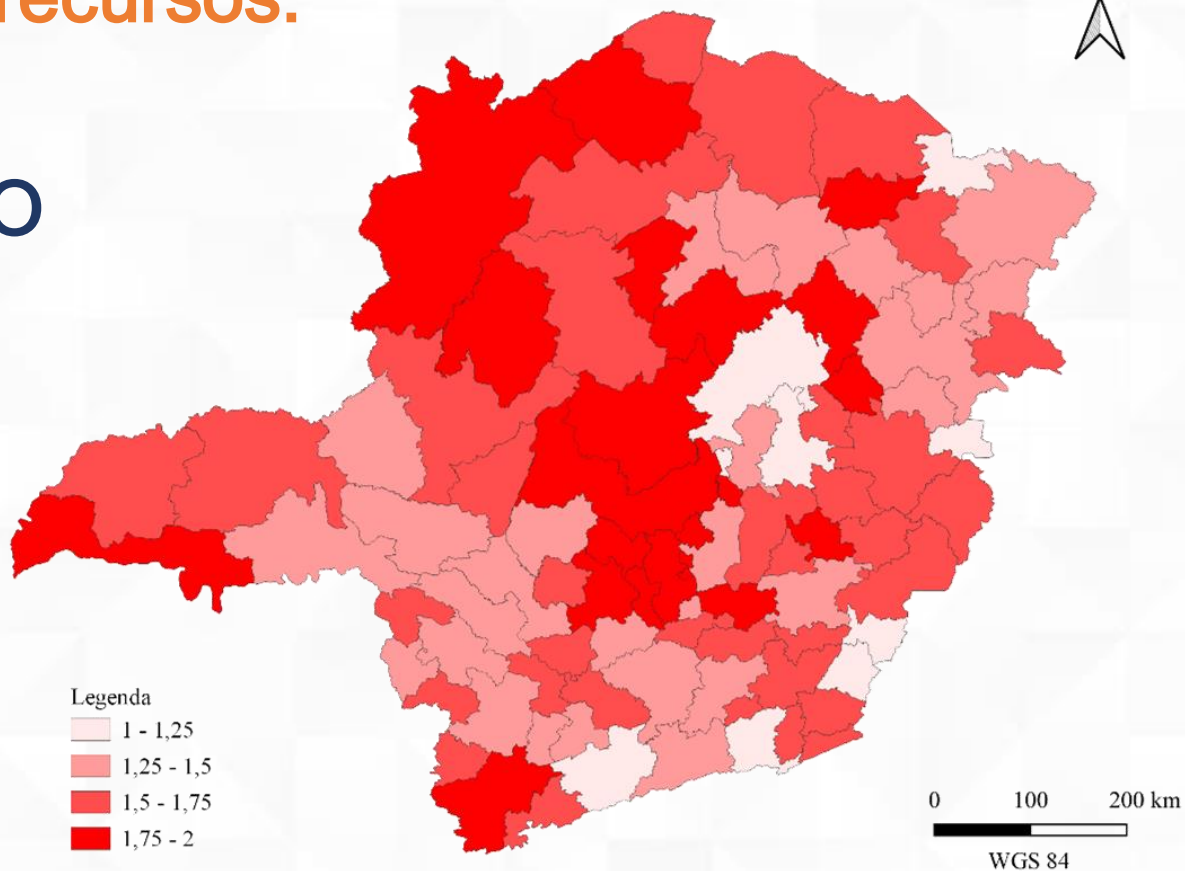 recursos.
o
Legenda
1 - 1,25
1,25 - 1,5
1,5 - 1,75
1,75 - 2
0 100 200 km
WGS 84